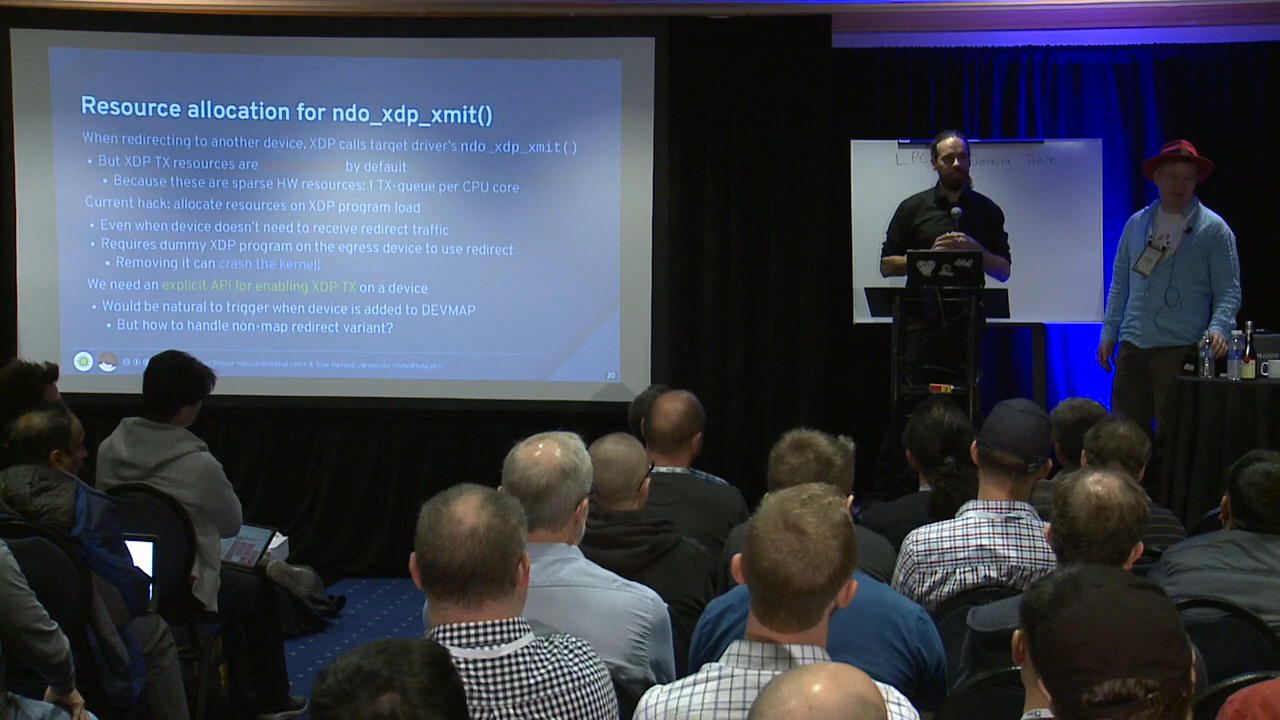 Resource allocation for ndo_xdp_xmit()
When redirecting to another device, XDP calls target driver's ndo_xdp_xmit()
• But XDP TX resources are by default
• Because these are sparse HW resources: 1 TX-queue per CPU core
Current hack: allocate resources on XDP program load
• Even when device doesn't need to receive redirect traffic
• Requires dummy XDP program on the egress device to use redirect
• Removing it can crash the kernel!
We need an explicit API for enabling XDP TX on a device
• Would be natural to trigger when device is added to DEVMAP
• But how to handle non-map redirect variant?
20
LPC Track